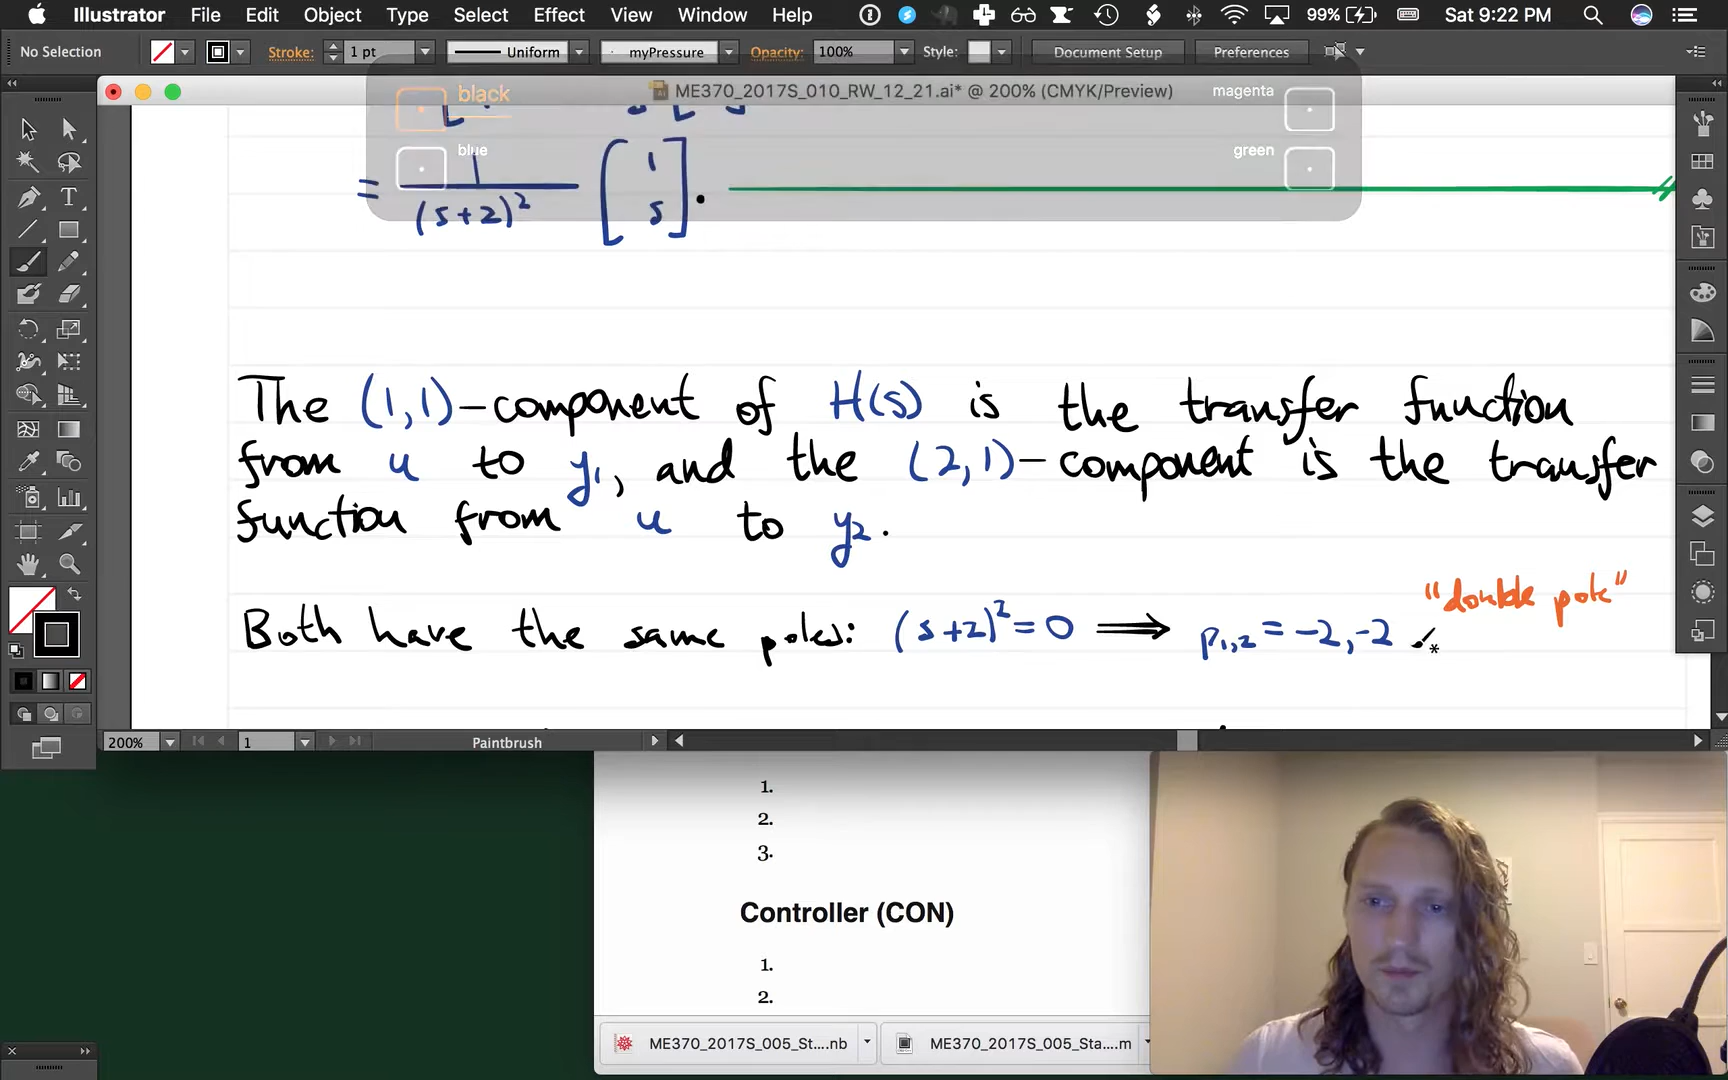 Illustrator File Edit Object Type Select Effect View Window Help 99% Sat 9:22 PM
No Selection Stroke: 1 pt Uniform myPressure Opacity: 100% Style: Document Setup Preferences
ME370_2017S_010_RW_12_21.ai* @ 200% (CMYK/Preview)
black magenta
blue green
= 1/(s+2)² [1 s].
The (1,1)-component of H(s) is the transfer function
from u to y₁, and the (2,1)-component is the transfer
function from u to y₂.
"double pole"
Both have the same poles: (s+2)² = 0 ⟹ p₁,₂ = -2,-2
200% 1 Paintbrush
1.
2.
3.
Controller (CON)
1.
2.
ME370_2017S_005_St....nb ME370_2017S_005_Sta....m